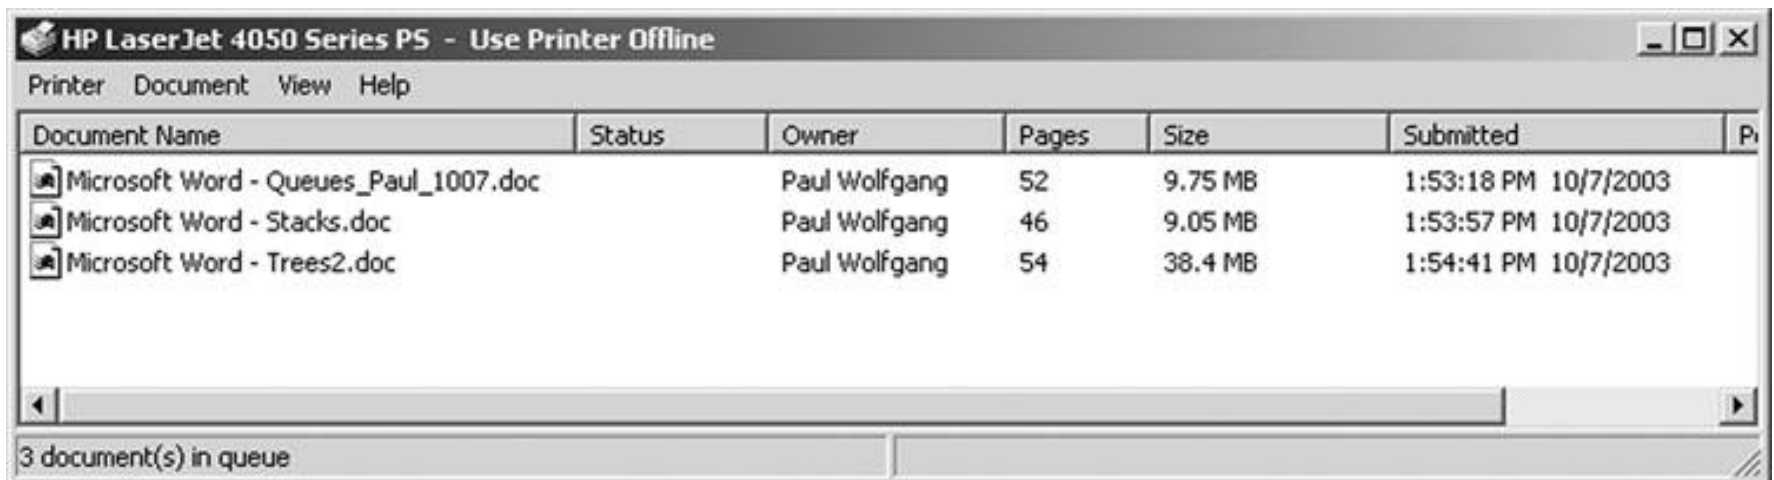 HP LaserJet 4050 Series PS - Use Printer Offline
Printer Document View Help
Document Name Status Owner Pages Size Submitted
Microsoft Word - Queues_Paul_1007.doc Paul Wolfgang 52 9.75 MB 1:53:18 PM 10/7/2003
Microsoft Word - Stacks.doc Paul Wolfgang 46 9.05 MB 1:53:57 PM 10/7/2003
Microsoft Word - Trees2.doc Paul Wolfgang 54 38.4 MB 1:54:41 PM 10/7/2003
3 document(s) in queue